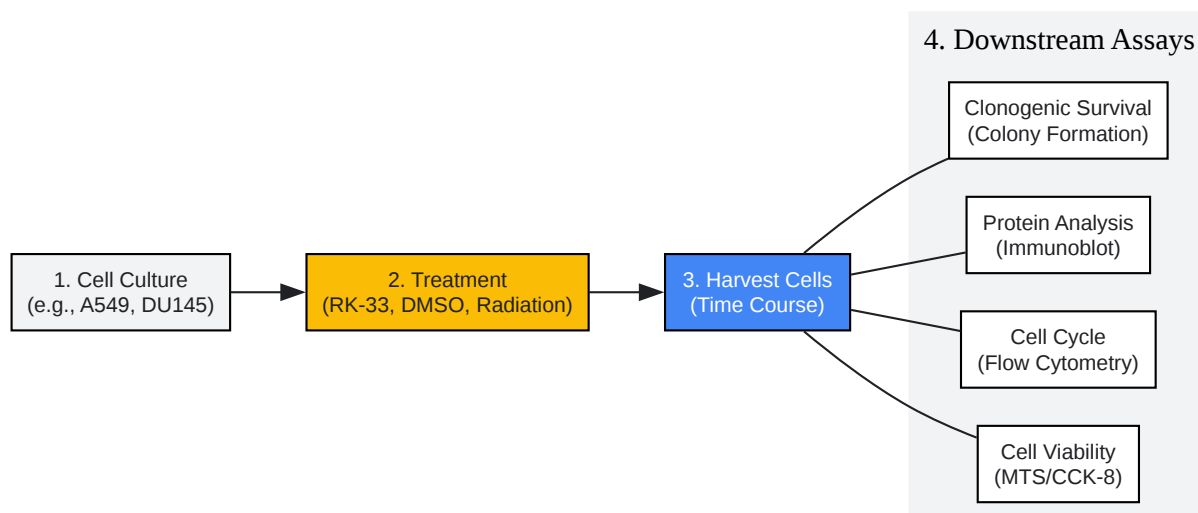 1. Cell Culture
(e.g., A549, DU145)
2. Treatment
(RK-33, DMSO, Radiation)
3. Harvest Cells
(Time Course)
4. Downstream Assays
Clonogenic Survival
(Colony Formation)
Protein Analysis
(Immunoblot)
Cell Cycle
(Flow Cytometry)
Cell Viability
(MTS/CCK-8)